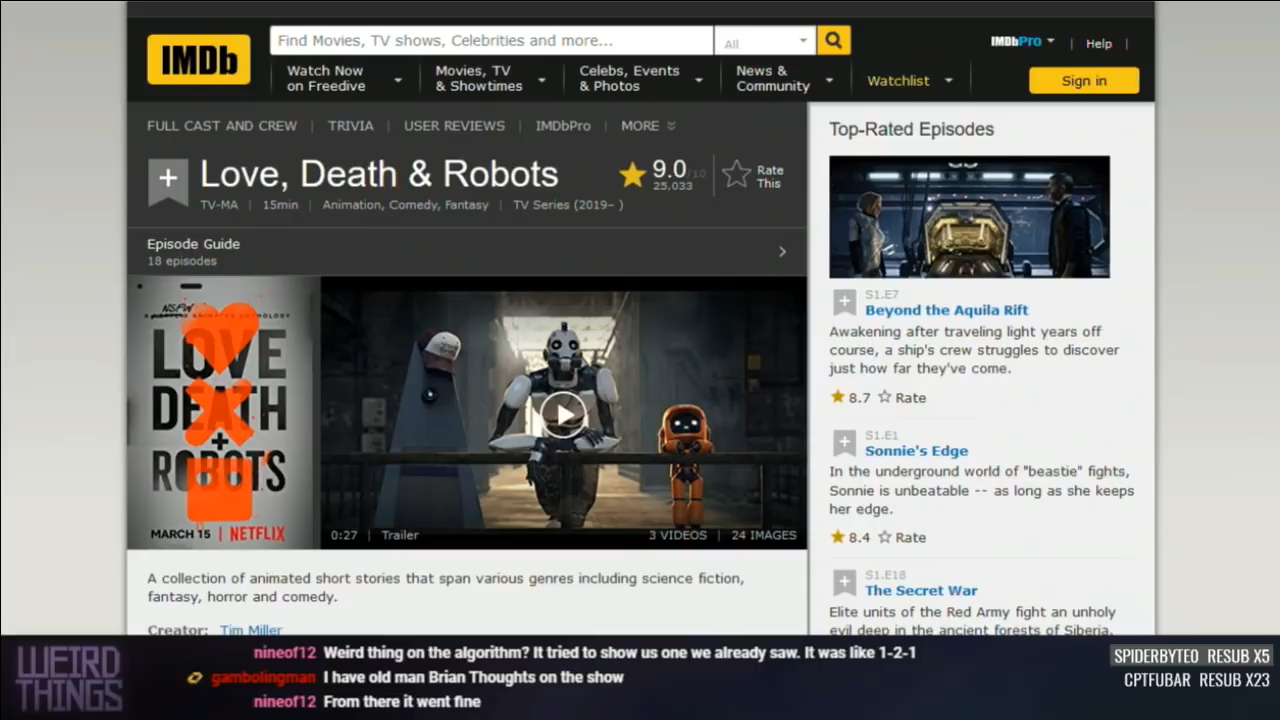 IMDb
Find Movies, TV shows, Celebrities and more...
All
IMDbPro
Help
Watch Now
on Freedive
Movies, TV
& Showtimes
Celebs, Events
& Photos
News &
Community
Watchlist
Sign in
FULL CAST AND CREW | TRIVIA | USER REVIEWS | IMDbPro | MORE
+ Love, Death & Robots
9.0/10
25,033
Rate
This
TV-MA | 15min | Animation, Comedy, Fantasy | TV Series (2019– )
Episode Guide
18 episodes
NSFW
LOVE
DEATH
+
ROBOTS
MARCH 15 | NETFLIX
0:27 | Trailer
3 VIDEOS | 24 IMAGES
A collection of animated short stories that span various genres including science fiction,
fantasy, horror and comedy.
Creator: Tim Miller
Top-Rated Episodes
S1.E7
Beyond the Aquila Rift
Awakening after traveling light years off
course, a ship's crew struggles to discover
just how far they've come.
8.7 Rate
S1.E1
Sonnie's Edge
In the underground world of "beastie" fights,
Sonnie is unbeatable -- as long as she keeps
her edge.
8.4 Rate
S1.E18
The Secret War
Elite units of the Red Army fight an unholy
evil deep in the ancient forests of Siberia.
WEIRD
THINGS
nineof12 Weird thing on the algorithm? It tried to show us one we already saw. It was like 1-2-1
gambolingman I have old man Brian Thoughts on the show
nineof12 From there it went fine
SPIDERBYTE0 RESUB X5
CPTFUBAR RESUB X23